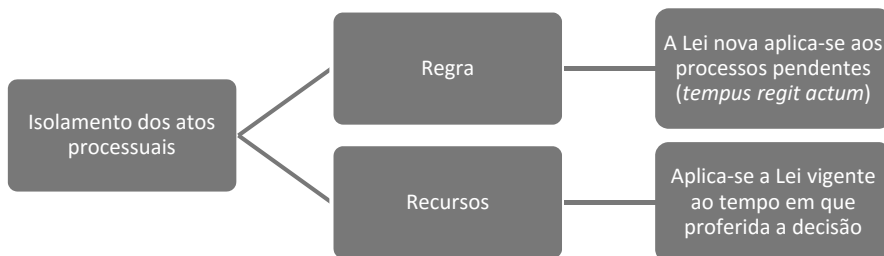 Isolamento dos atos
processuais
Regra
A Lei nova aplica-se aos
processos pendentes
(tempus regit actum)
Recursos
Aplica-se a Lei vigente
ao tempo em que
proferida a decisão